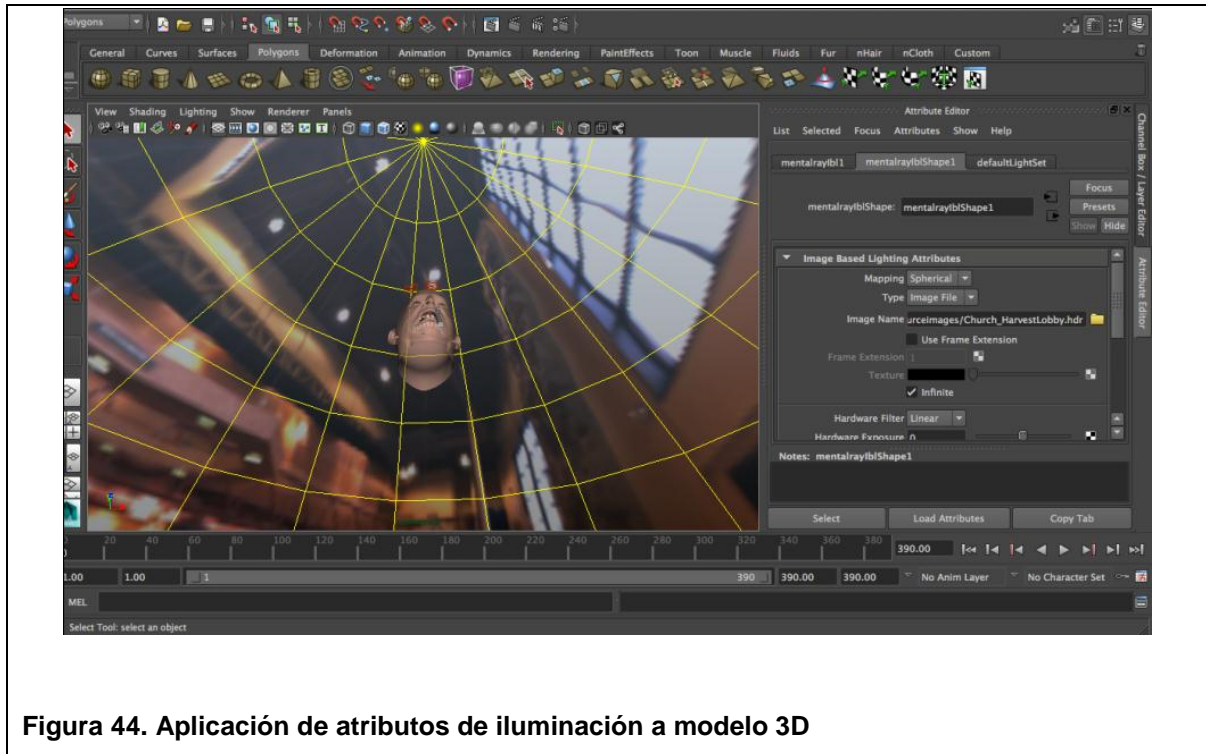 Polygons
General Curves Surfaces Polygons Deformation Animation Dynamics Rendering PaintEffects Toon Muscle Fluids Fur nHair nCloth Custom
View Shading Lighting Show Renderer Panels
Attribute Editor
List Selected Focus Attributes Show Help
mentalrayIbl1 mentalrayIblShape1 defaultLightSet
mentalrayIblShape: mentalrayIblShape1
Focus
Presets
Show Hide
Image Based Lighting Attributes
Mapping Spherical
Type Image File
Image Name urceimages/Church_HarvestLobby.hdr
Use Frame Extension
Frame Extension 1
Texture
Infinite
Hardware Filter Linear
Hardware Exposure 0
Notes: mentalrayIblShape1
Select Load Attributes Copy Tab
Channel Box / Layer Editor
Attribute Editor
20 40 60 80 100 120 140 160 180 200 220 240 260 280 300 320 340 360 380 390.00
1.00 1.00 1 390 390.00 390.00 No Anim Layer No Character Set
MEL
Select Tool: select an object
Figura 44. Aplicación de atributos de iluminación a modelo 3D